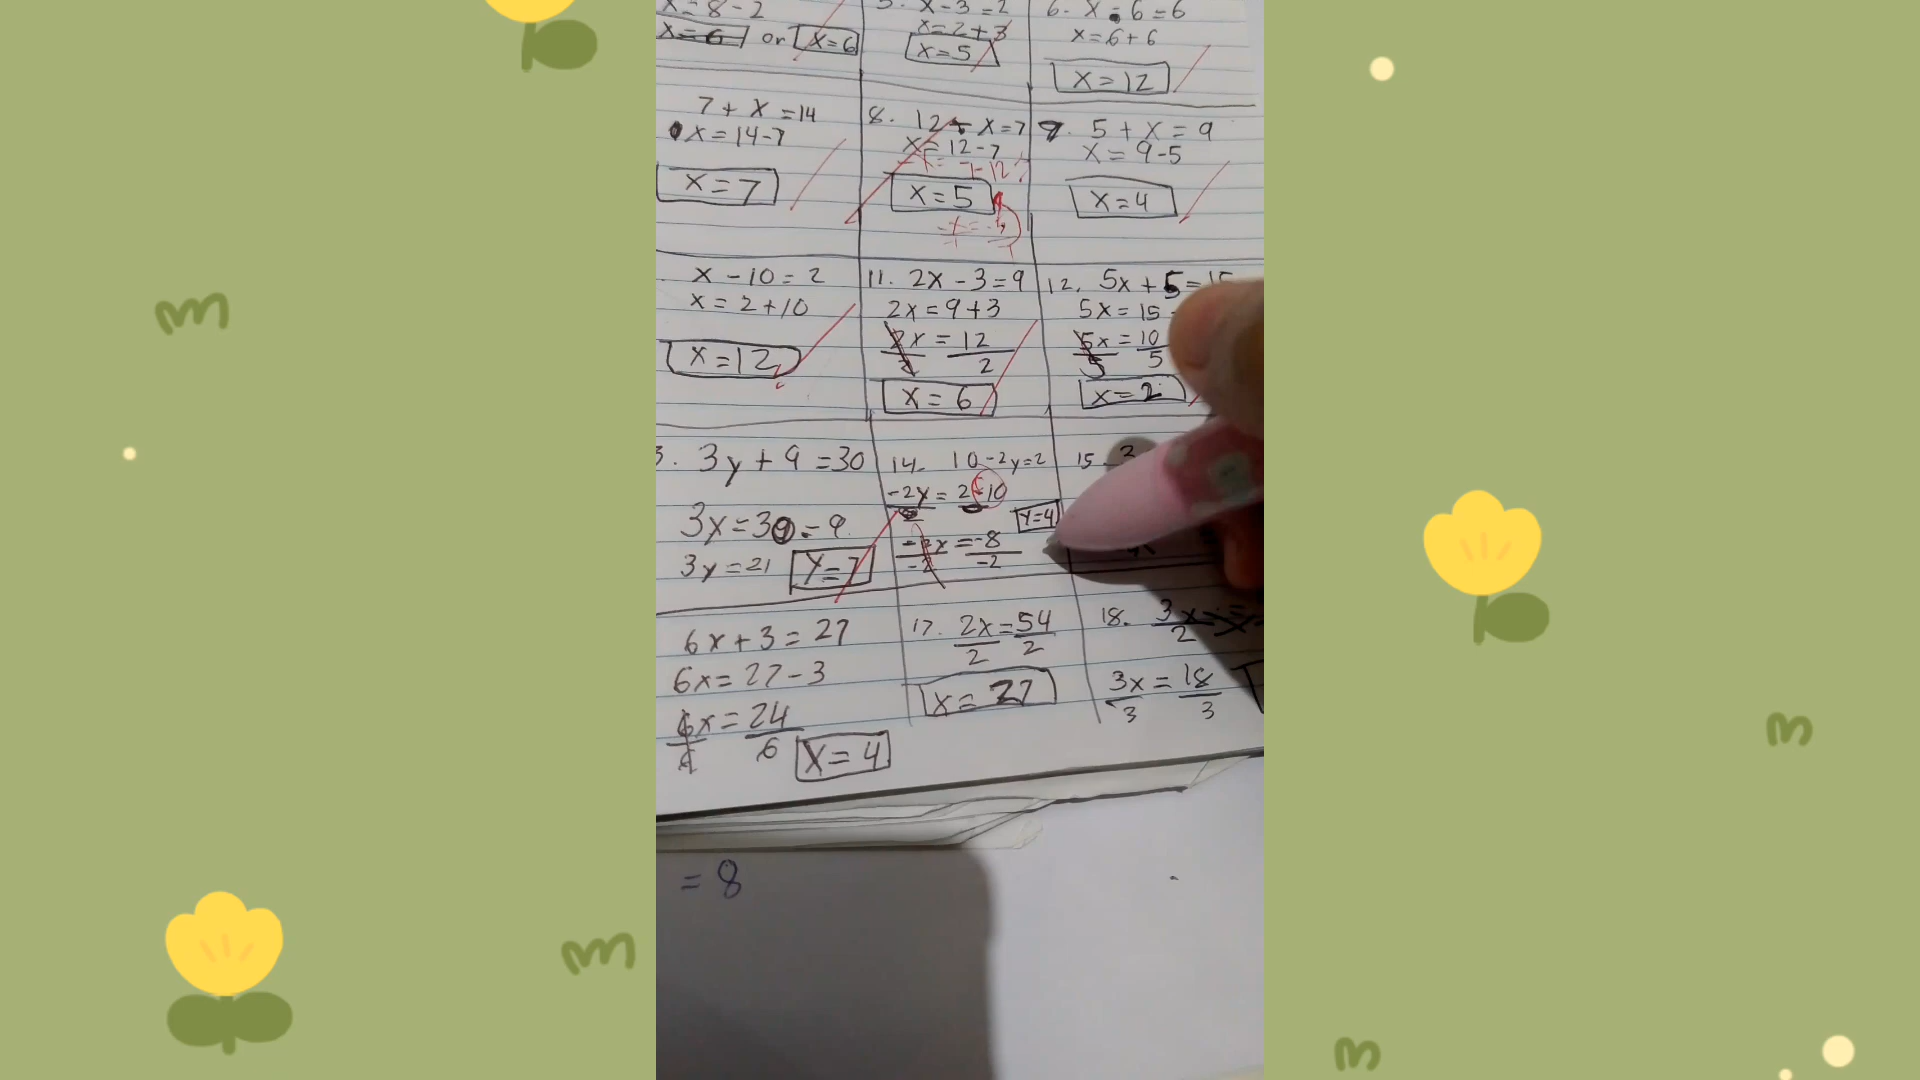 x=8-2
x=6 or x=6
x-3=2
x=2+3
x=5
6. x-6=6
x=6+6
x=12
7+x=14
x=14-7
x=7
8. 12-x=7
x=12-7
x=5
9. 5+x=9
x=9-5
x=4
x-10=2
x=2+10
x=12
11. 2x-3=9
2x=9+3
2x=12
2 2
x=6
12. 5x+5=15
5x=15
5x=10
5 5
x=2
3. 3y+9=30
3x=30-9
3y=21 y=7
14. 10-2y=2
-2y=2-10
y=4
-2x=-8
-2 -2
15
6x+3=27
6x=27-3
6x=24
6 6
x=4
17. 2x=54
2 2
x=27
18. 3x
2
3x=18
3 3
=8